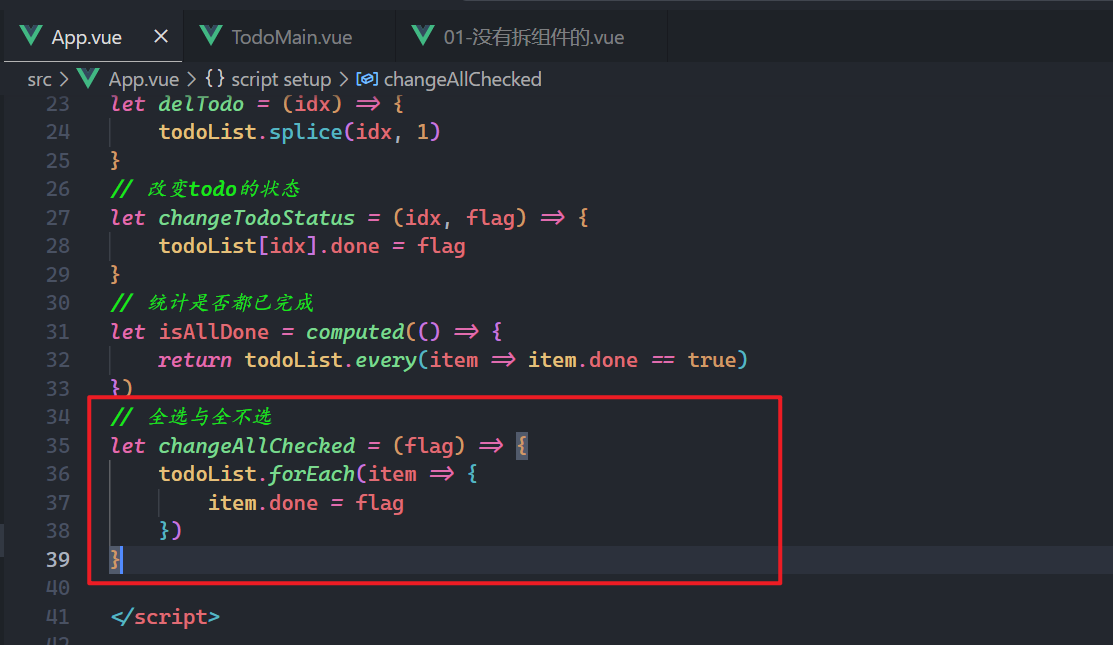 App.vue
TodoMain.vue
01-没有拆组件的.vue
src > App.vue > {} script setup > changeAllChecked
23 let delTodo = (idx) => {
24 todoList.splice(idx, 1)
25 }
26 // 改变todo的状态
27 let changeTodoStatus = (idx, flag) => {
28 todoList[idx].done = flag
29 }
30 // 统计是否都已完成
31 let isAllDone = computed(() => {
32 return todoList.every(item => item.done == true)
33 })
34 // 全选与全不选
35 let changeAllChecked = (flag) => {
36 todoList.forEach(item => {
37 item.done = flag
38 })
39 }
40
41 </script>
42